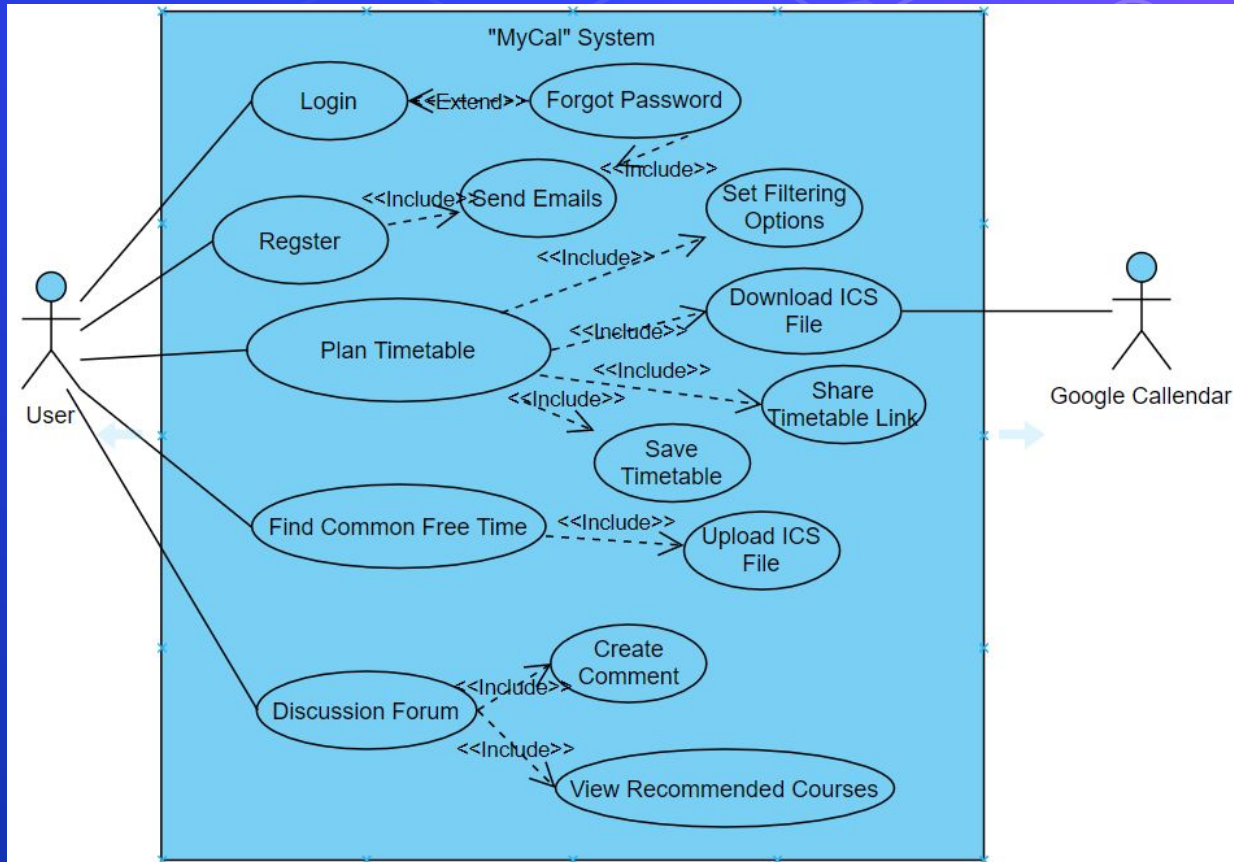 "MyCal" System
Login
<<Extend>>
Forgot Password
<<Include>>
<<Include>>
Send Emails
Set Filtering
Options
Regster
<<Include>>
Download ICS
File
<<Include>>
Plan Timetable
<<Include>>
Share
Timetable Link
<<Include>>
Save
Timetable
User
Google Callendar
Find Common Free Time
<<Include>>
Upload ICS
File
Create
Comment
<<Include>>
Discussion Forum
<<Include>>
View Recommended Courses